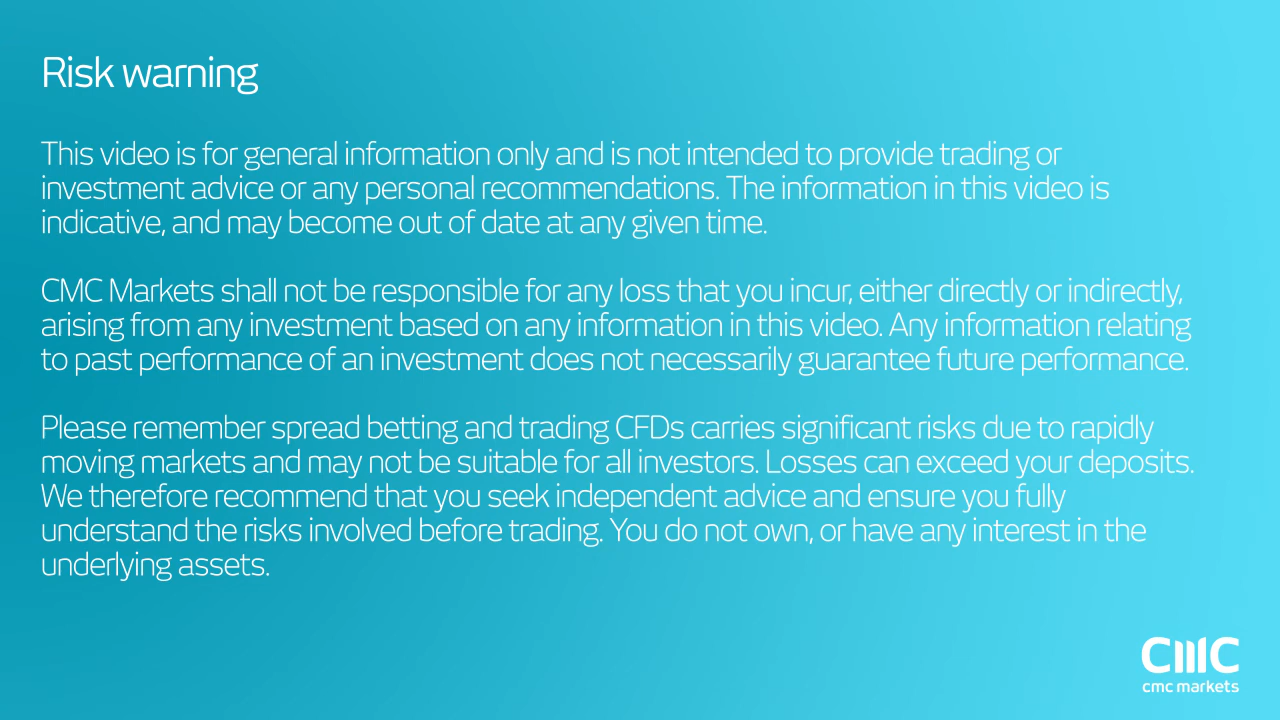 Risk warning
This video is for general information only and is not intended to provide trading or
investment advice or any personal recommendations. The information in this video is
indicative, and may become out of date at any given time.
CMC Markets shall not be responsible for any loss that you incur, either directly or indirectly,
arising from any investment based on any information in this video. Any information relating
to past performance of an investment does not necessarily guarantee future performance.
Please remember spread betting and trading CFDs carries significant risks due to rapidly
moving markets and may not be suitable for all investors. Losses can exceed your deposits.
We therefore recommend that you seek independent advice and ensure you fully
understand the risks involved before trading. You do not own, or have any interest in the
underlying assets.
CMC
cmc markets